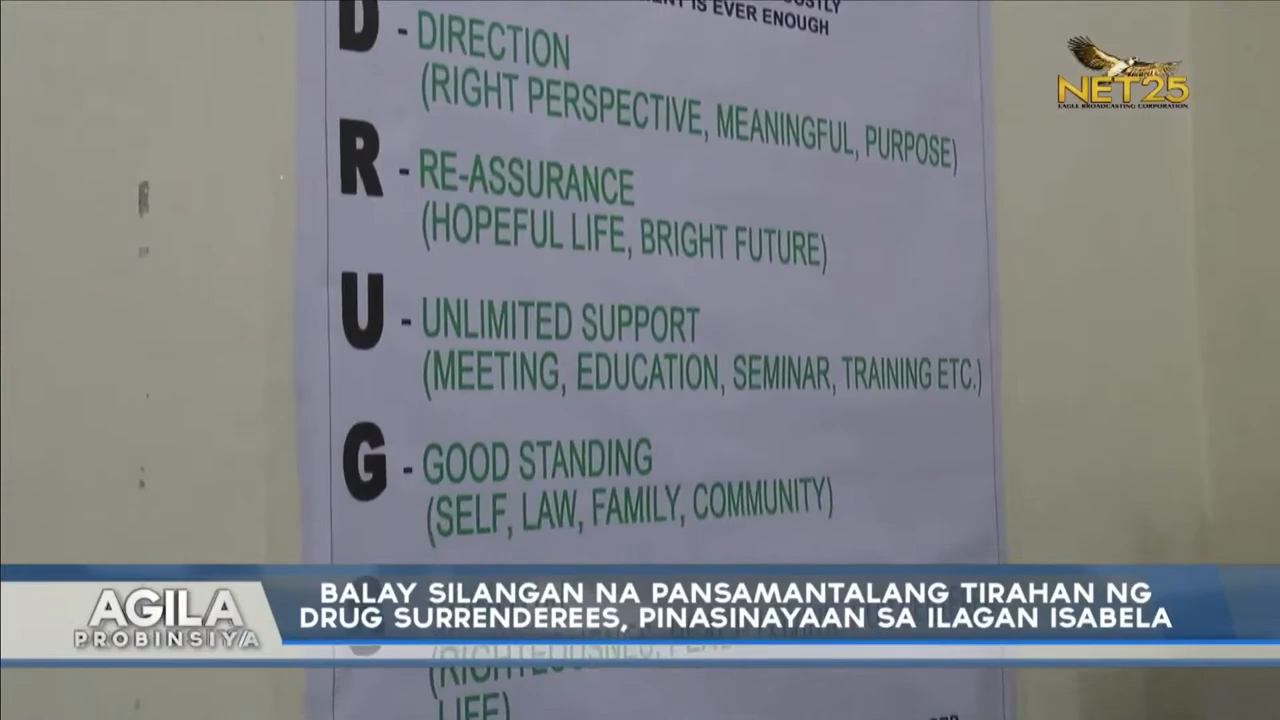 IS EVER ENOUGH
D - DIRECTION
(RIGHT PERSPECTIVE, MEANINGFUL, PURPOSE)
R - RE-ASSURANCE
(HOPEFUL LIFE, BRIGHT FUTURE)
U - UNLIMITED SUPPORT
(MEETING, EDUCATION, SEMINAR, TRAINING ETC.)
G - GOOD STANDING
(SELF, LAW, FAMILY, COMMUNITY)
LIFE)
NET25
EAGLE BROADCASTING CORPORATION
AGILA
PROBINSIYA
BALAY SILANGAN NA PANSAMANTALANG TIRAHAN NG
DRUG SURRENDEREES, PINASINAYAAN SA ILAGAN ISABELA